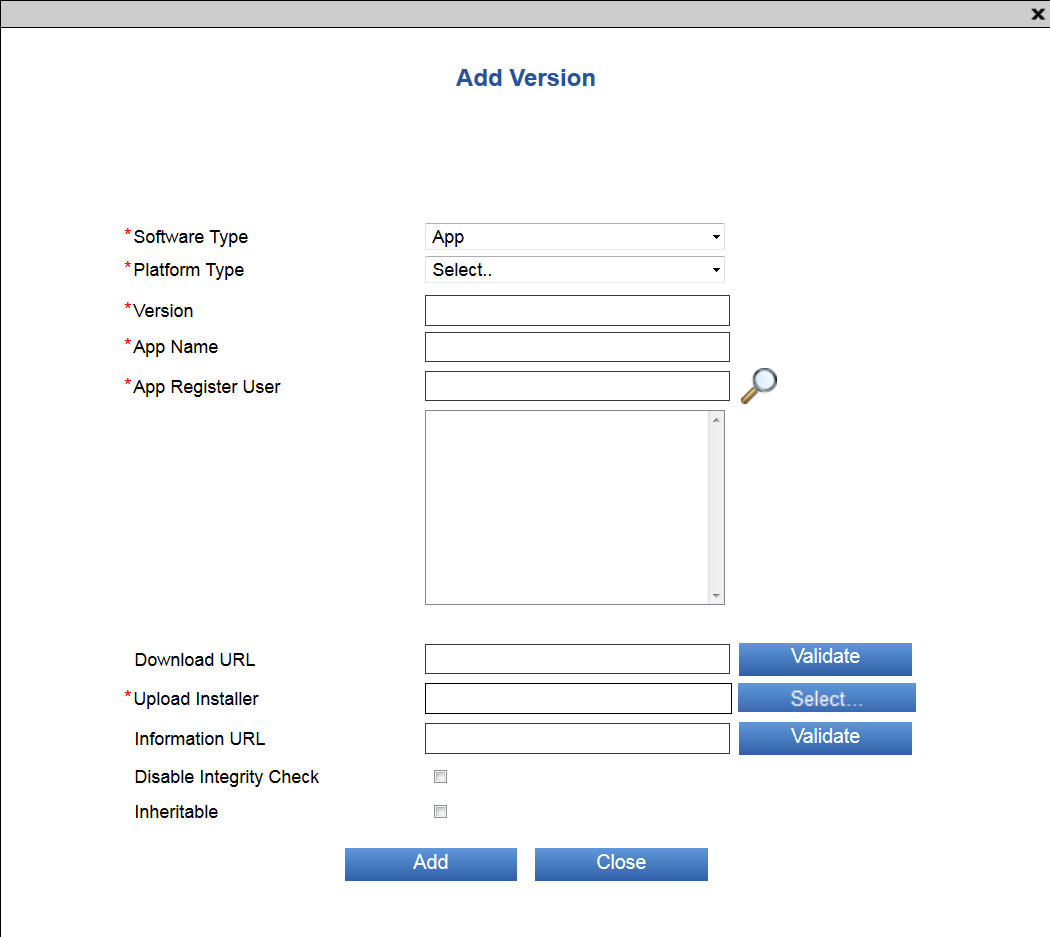 Add Version
*Software Type App
*Platform Type Select..
*Version
*App Name
*App Register User
Download URL Validate
*Upload Installer Select...
Information URL Validate
Disable Integrity Check
Inheritable
Add Close